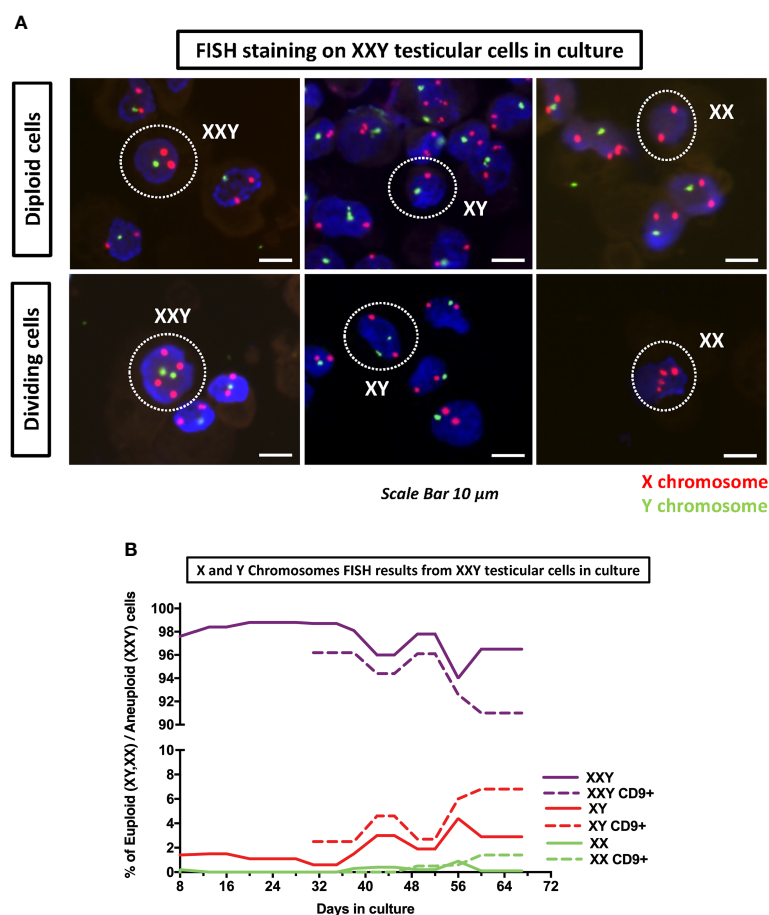 A
FISH staining on XXY testicular cells in culture
Diploid cells
XXY
XY
XX
Dividing cells
XXY
XY
XX
Scale Bar 10 μm
X chromosome
Y chromosome
B
X and Y Chromosomes FISH results from XXY testicular cells in culture
% of Euploid (XY,XX) / Aneuploid (XXY) cells
100
98
96
94
92
90
10
8
6
4
2
0
8 16 24 32 40 48 56 64 72
Days in culture
XXY
XXY CD9+
XY
XY CD9+
XX
XX CD9+